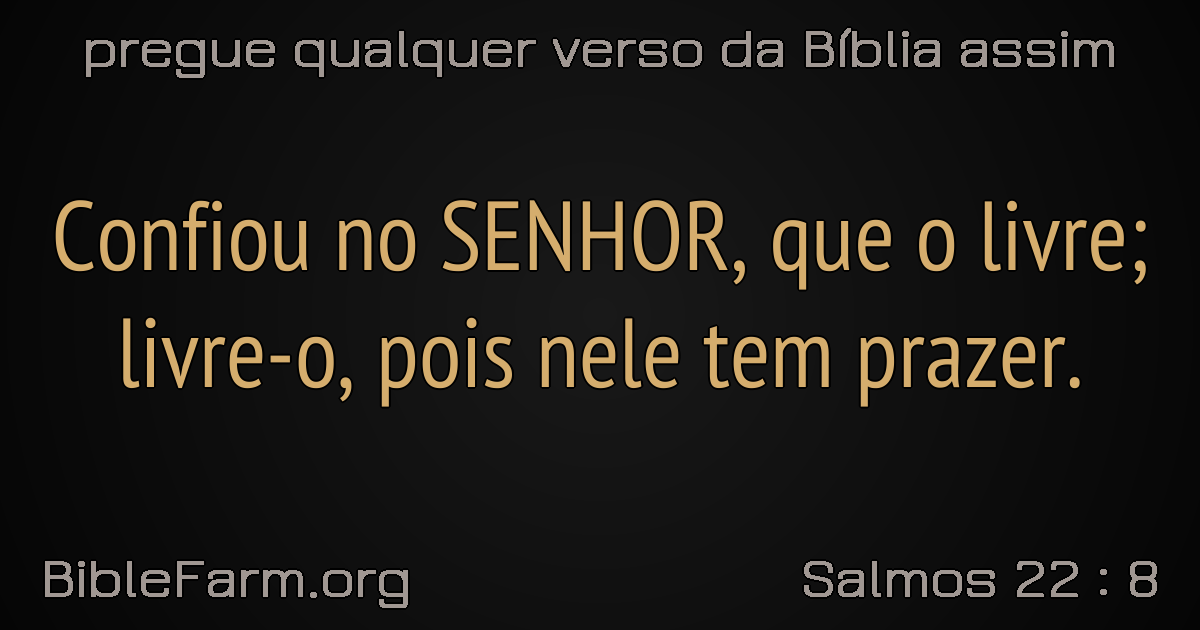 pregue qualquer verso da Bíblia assim
Confiou no SENHOR, que o livre;
livre-o, pois nele tem prazer.
BibleFarm.org
Salmos 22 : 8